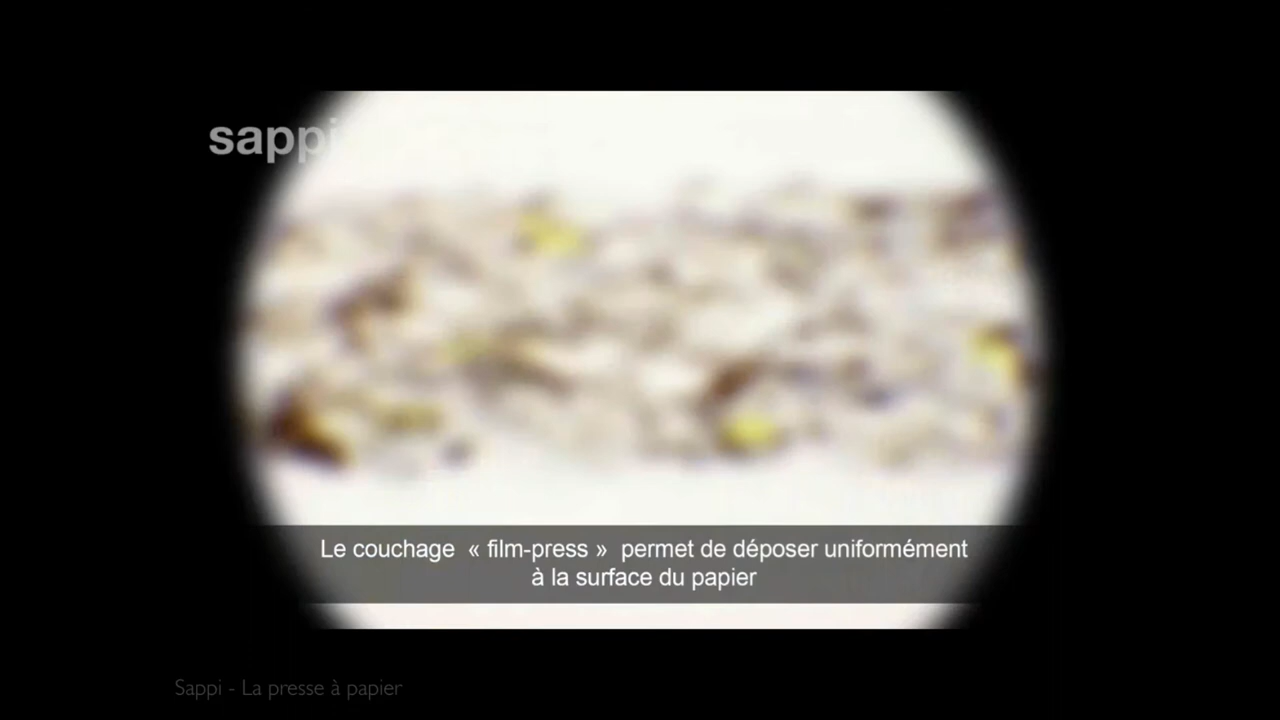 sappi
Le couchage « film-press » permet de déposer uniformément
à la surface du papier
Sappi - La presse à papier